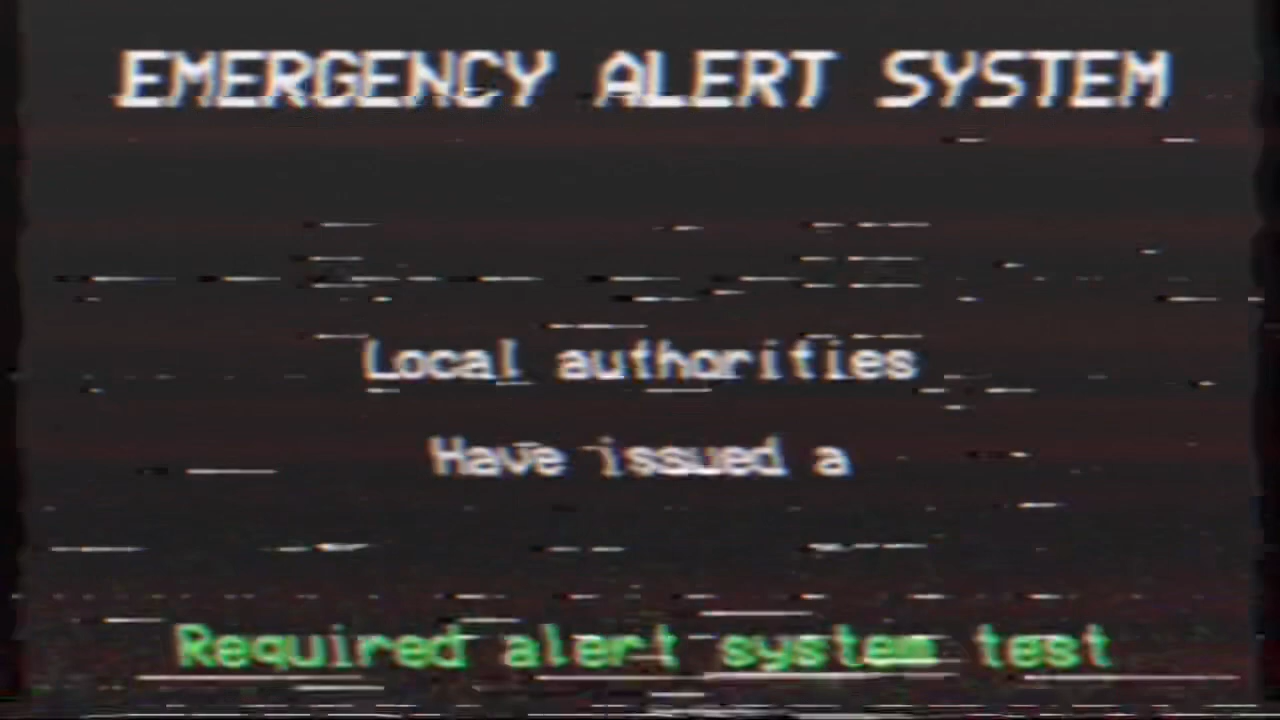 EMERGENCY ALERT SYSTEM
Local authorities
Have issued a
Required alert system test